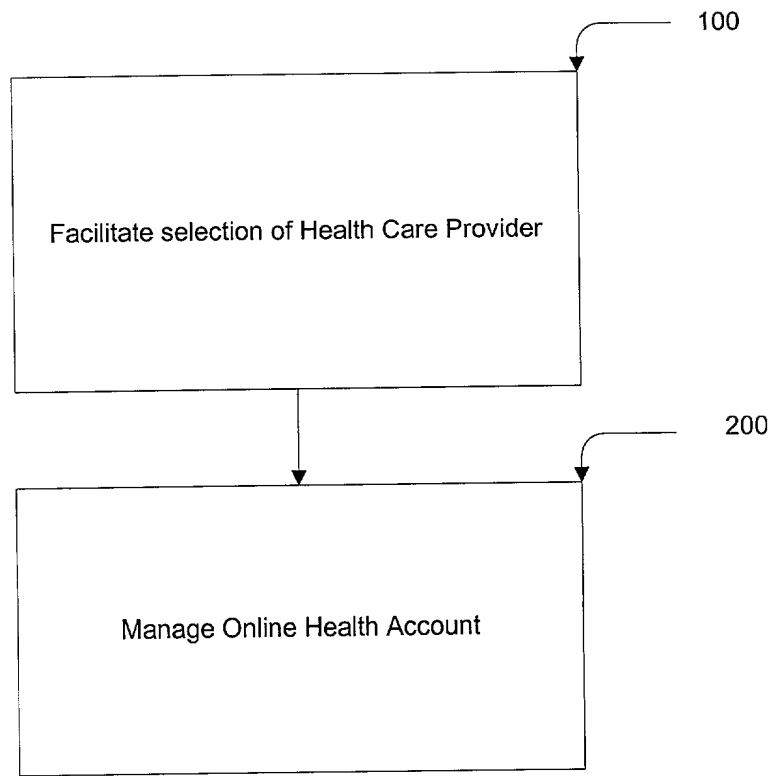 100
Facilitate selection of Health Care Provider
200
Manage Online Health Account